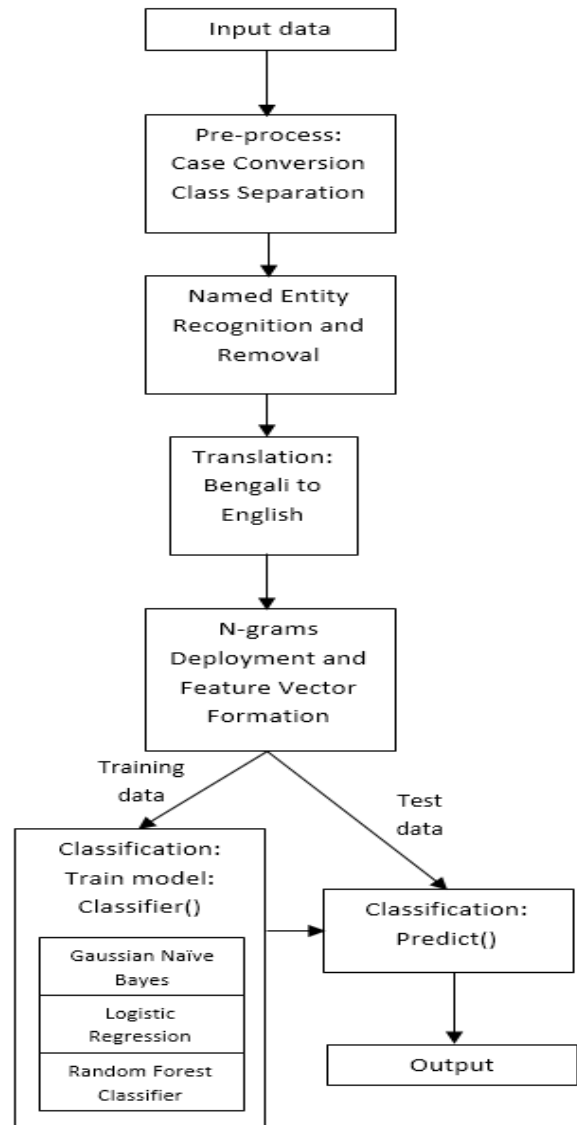 Input data
Pre-process:
Case Conversion
Class Separation
Named Entity
Recognition and
Removal
Translation:
Bengali to
English
N-grams
Deployment and
Feature Vector
Formation
Training
data
Test
data
Classification:
Train model:
Classifier()
Gaussian Naïve
Bayes
Logistic
Regression
Random Forest
Classifier
Classification:
Predict()
Output